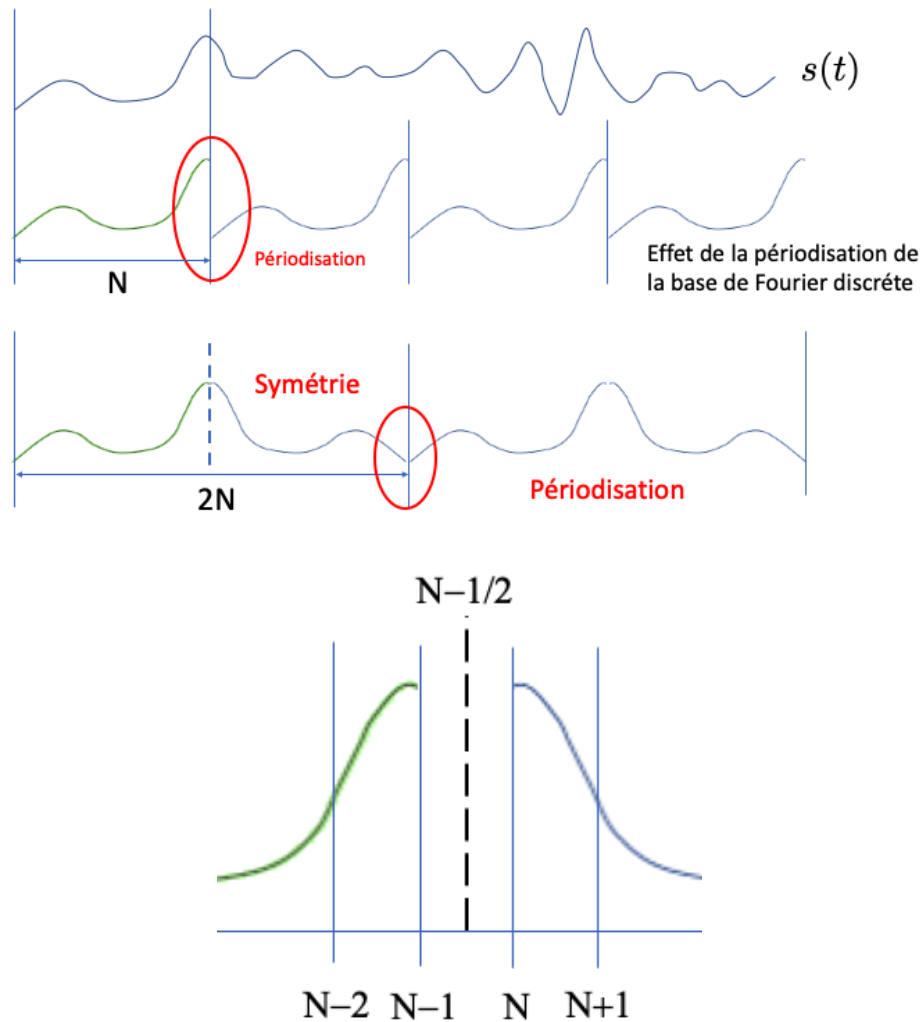 s(t)
Périodisation
N
Effet de la périodisation de
la base de Fourier discréte
Symétrie
2N
Périodisation
N−1/2
N−2 N−1 N N+1